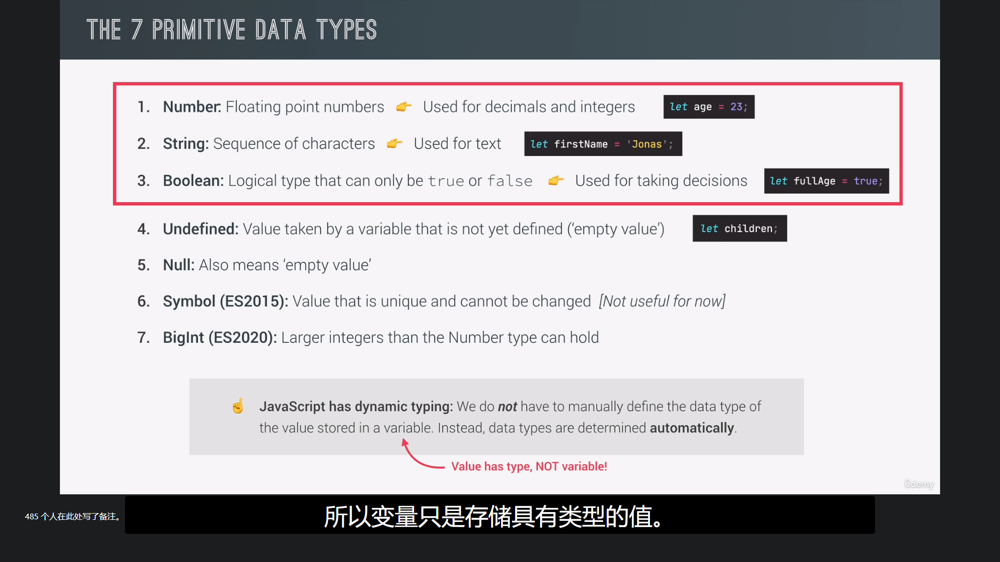 THE 7 PRIMITIVE DATA TYPES
1. Number: Floating point numbers 👉 Used for decimals and integers let age = 23;
2. String: Sequence of characters 👉 Used for text let firstName = 'Jonas';
3. Boolean: Logical type that can only be true or false 👉 Used for taking decisions let fullAge = true;
4. Undefined: Value taken by a variable that is not yet defined (‘empty value’) let children;
5. Null: Also means ‘empty value’
6. Symbol (ES2015): Value that is unique and cannot be changed [Not useful for now]
7. BigInt (ES2020): Larger integers than the Number type can hold
☝ JavaScript has dynamic typing: We do not have to manually define the data type of
the value stored in a variable. Instead, data types are determined automatically.
Value has type, NOT variable!
ûdemy
485 个人在此处写了备注。
所以变量只是存储具有类型的值。